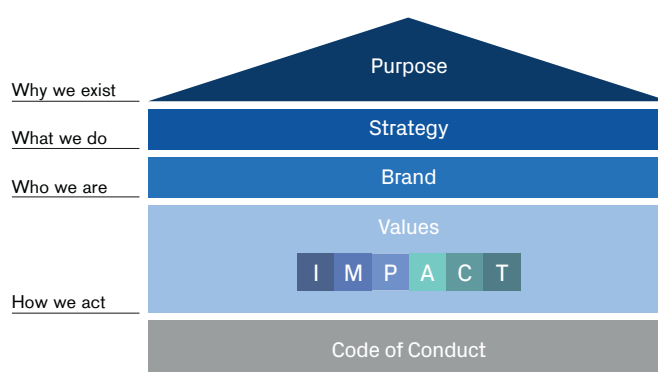 Purpose
Why we exist
Strategy
What we do
Brand
Who we are
Values
I M P A C T
How we act
Code of Conduct